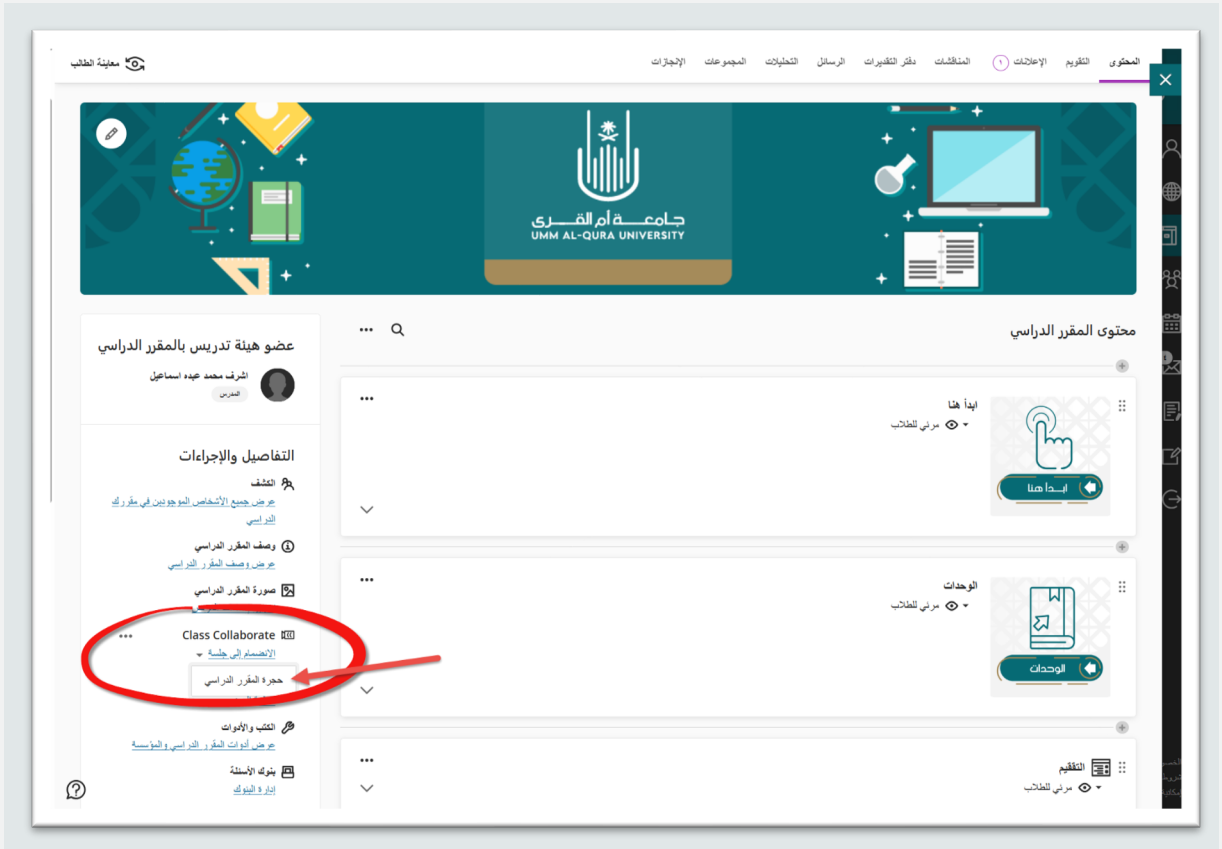 المحتوى
التقويم
الإعلانات
١
المناقشات
دفتر التقديرات
الرسائل
التحليلات
المجموعات
الإنجازات
معاينة الطالب
جامعة أم القرى
UMM AL-QURA UNIVERSITY
محتوى المقرر الدراسي
ابدأ هنا
مرئي للطلاب
ابدأ هنا
الوحدات
مرئي للطلاب
الوحدات
التققيم
مرئي للطلاب
عضو هيئة تدريس بالمقرر الدراسي
اشرف محمد عبده اسماعيل
المدرس
التفاصيل والإجراءات
الكشف
عرض جميع الأشخاص الموجودين في مقررك
الدراسي
وصف المقرر الدراسي
عرض وصف المقرر الدراسي
صورة المقرر الدراسي
Class Collaborate
الانضمام إلى جلسة
حجرة المقرر الدراسي
الكتب والأدوات
عرض أدوات المقرر الدراسي والمؤسسة
بنوك الأسئلة
إدارة البنوك